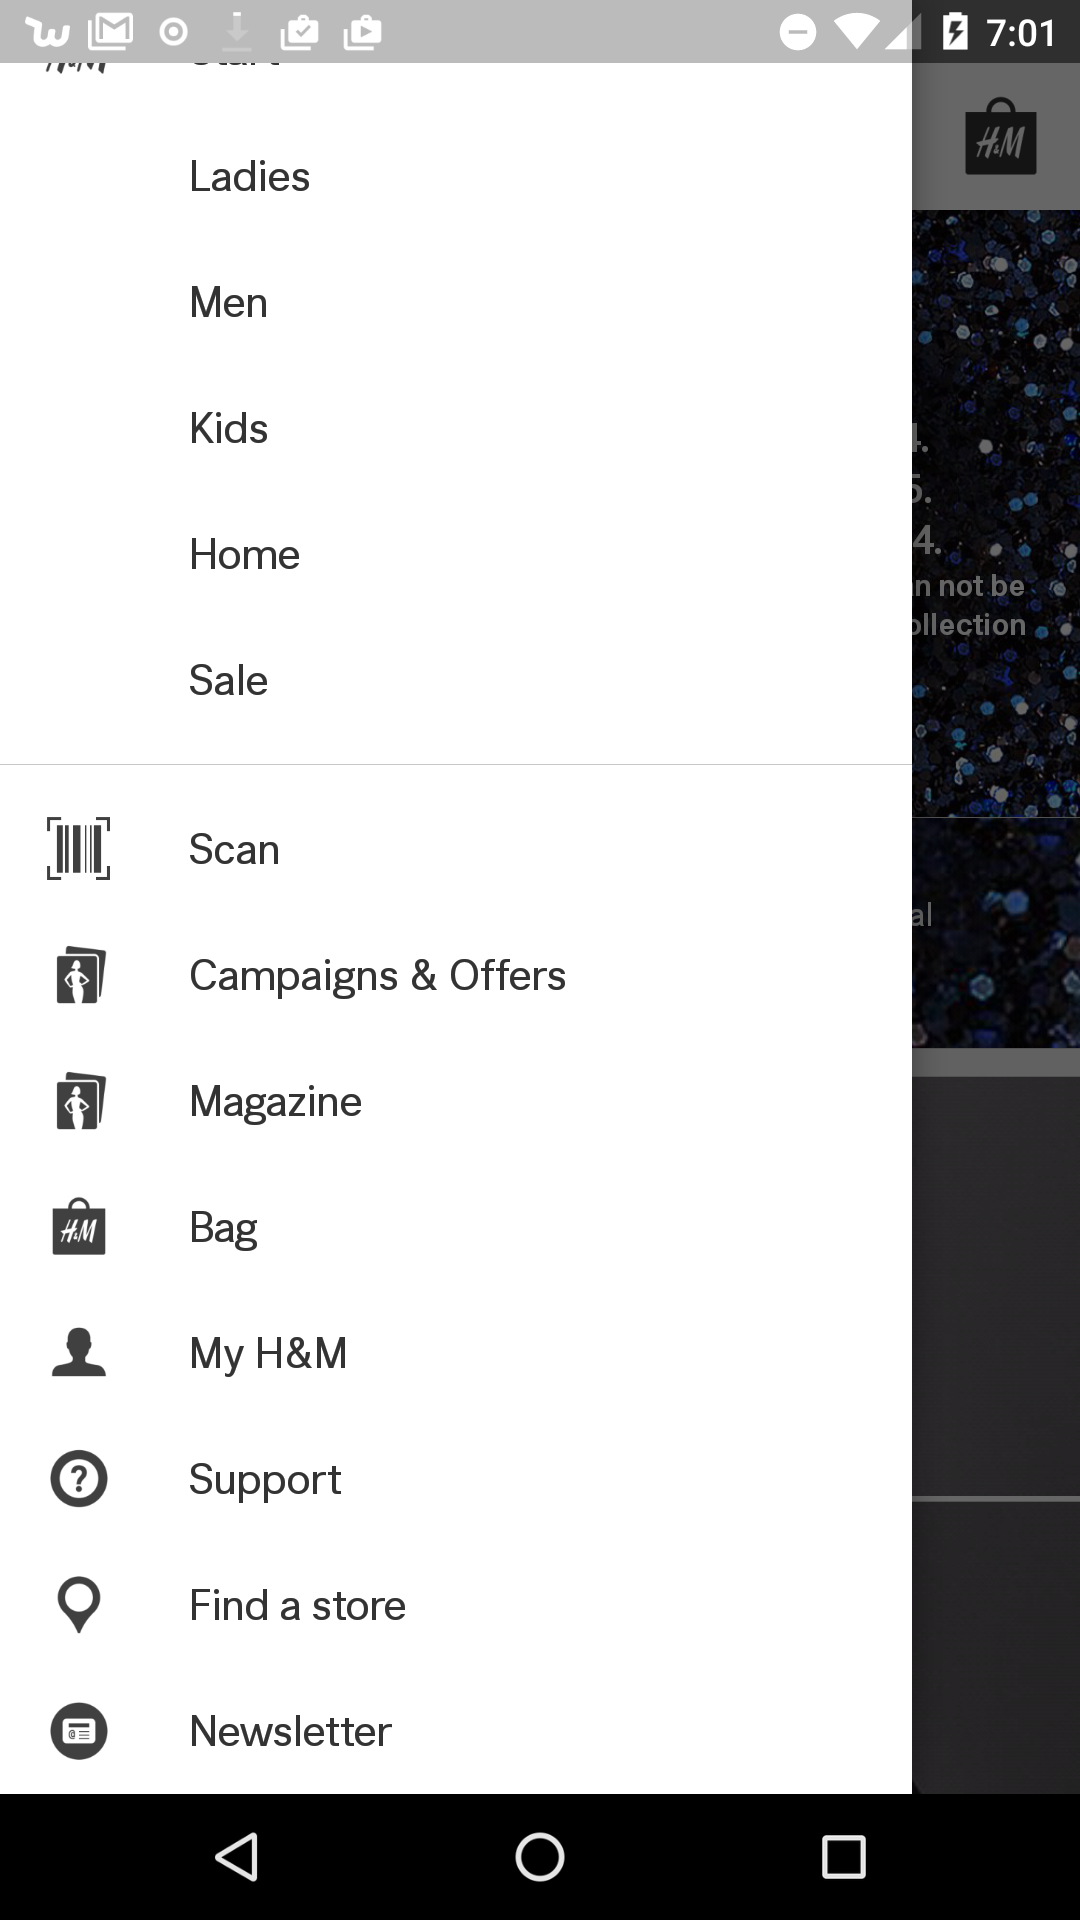 7:01
H&M
Start
H&M
Ladies
Men
Kids
4.
Home
5.
4.
n not be
ollection
Sale
Scan
al
Campaigns & Offers
Magazine
H&M
Bag
My H&M
?
Support
Find a store
Newsletter